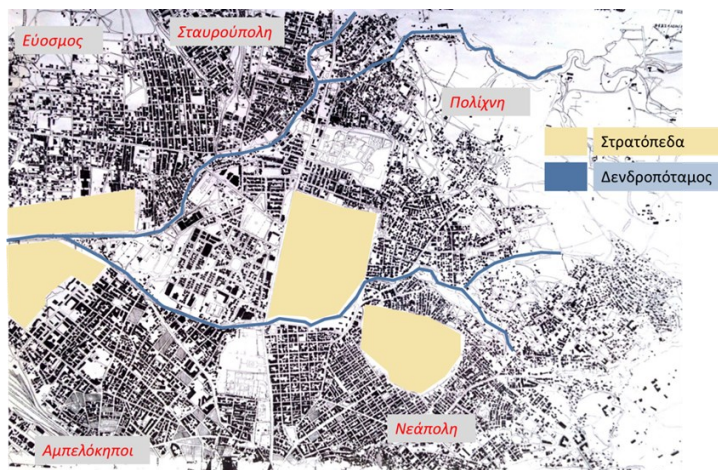 Εύοσμος
Σταυρούπολη
Πολίχνη
Στρατόπεδα
Δενδροπόταμος
Νεάπολη
Αμπελόκηποι